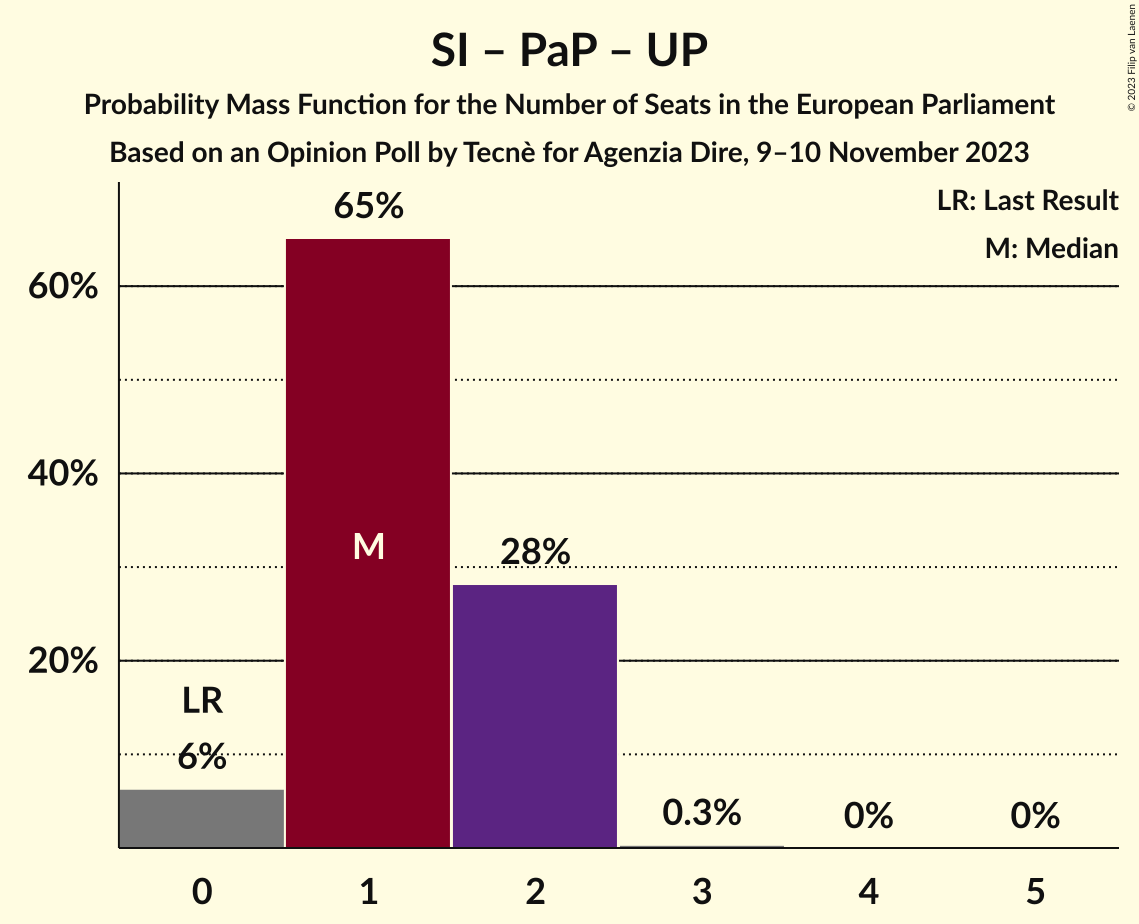 SI – PaP – UP
Probability Mass Function for the Number of Seats in the European Parliament
Based on an Opinion Poll by Tecnè for Agenzia Dire, 9–10 November 2023
© 2023 Filip van Laenen
LR: Last Result
M: Median
65%
60%
M
40%
28%
20%
LR
6%
0.3%
0%
0%
0 1 2 3 4 5